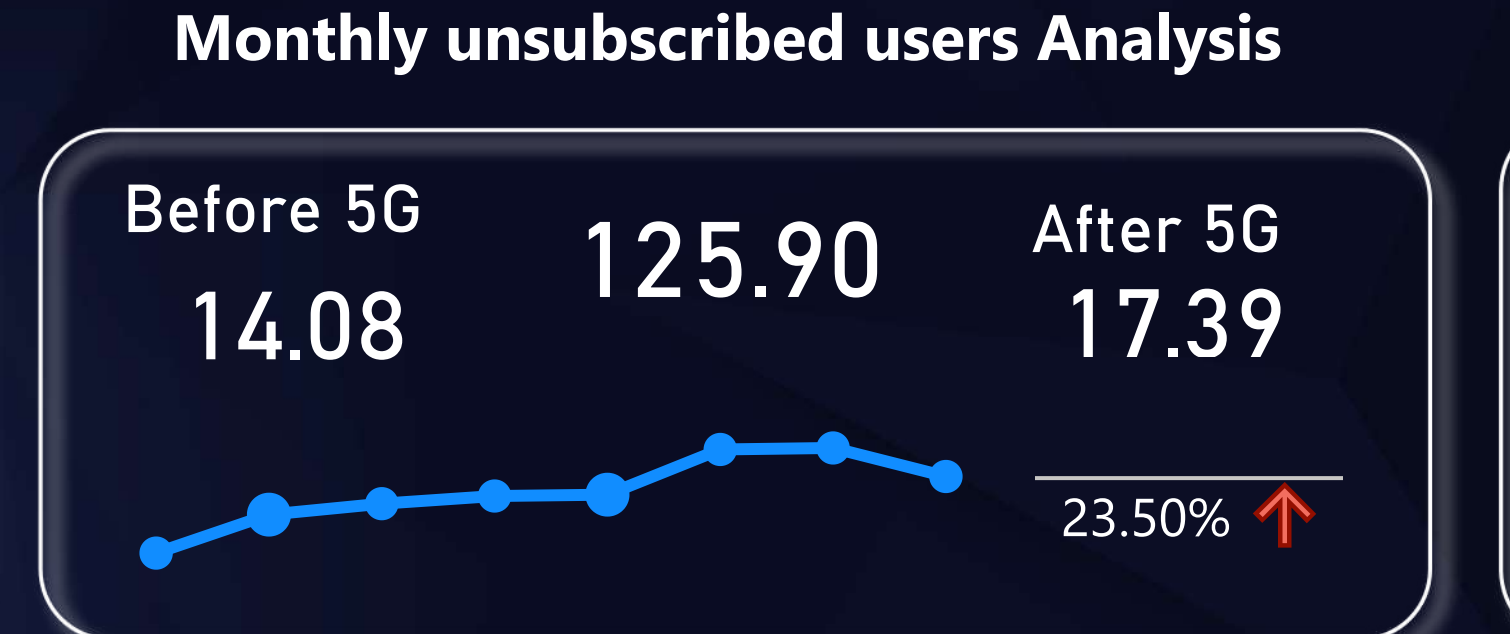 Monthly unsubscribed users Analysis
Before 5G
14.08
125.90
After 5G
17.39
23.50%